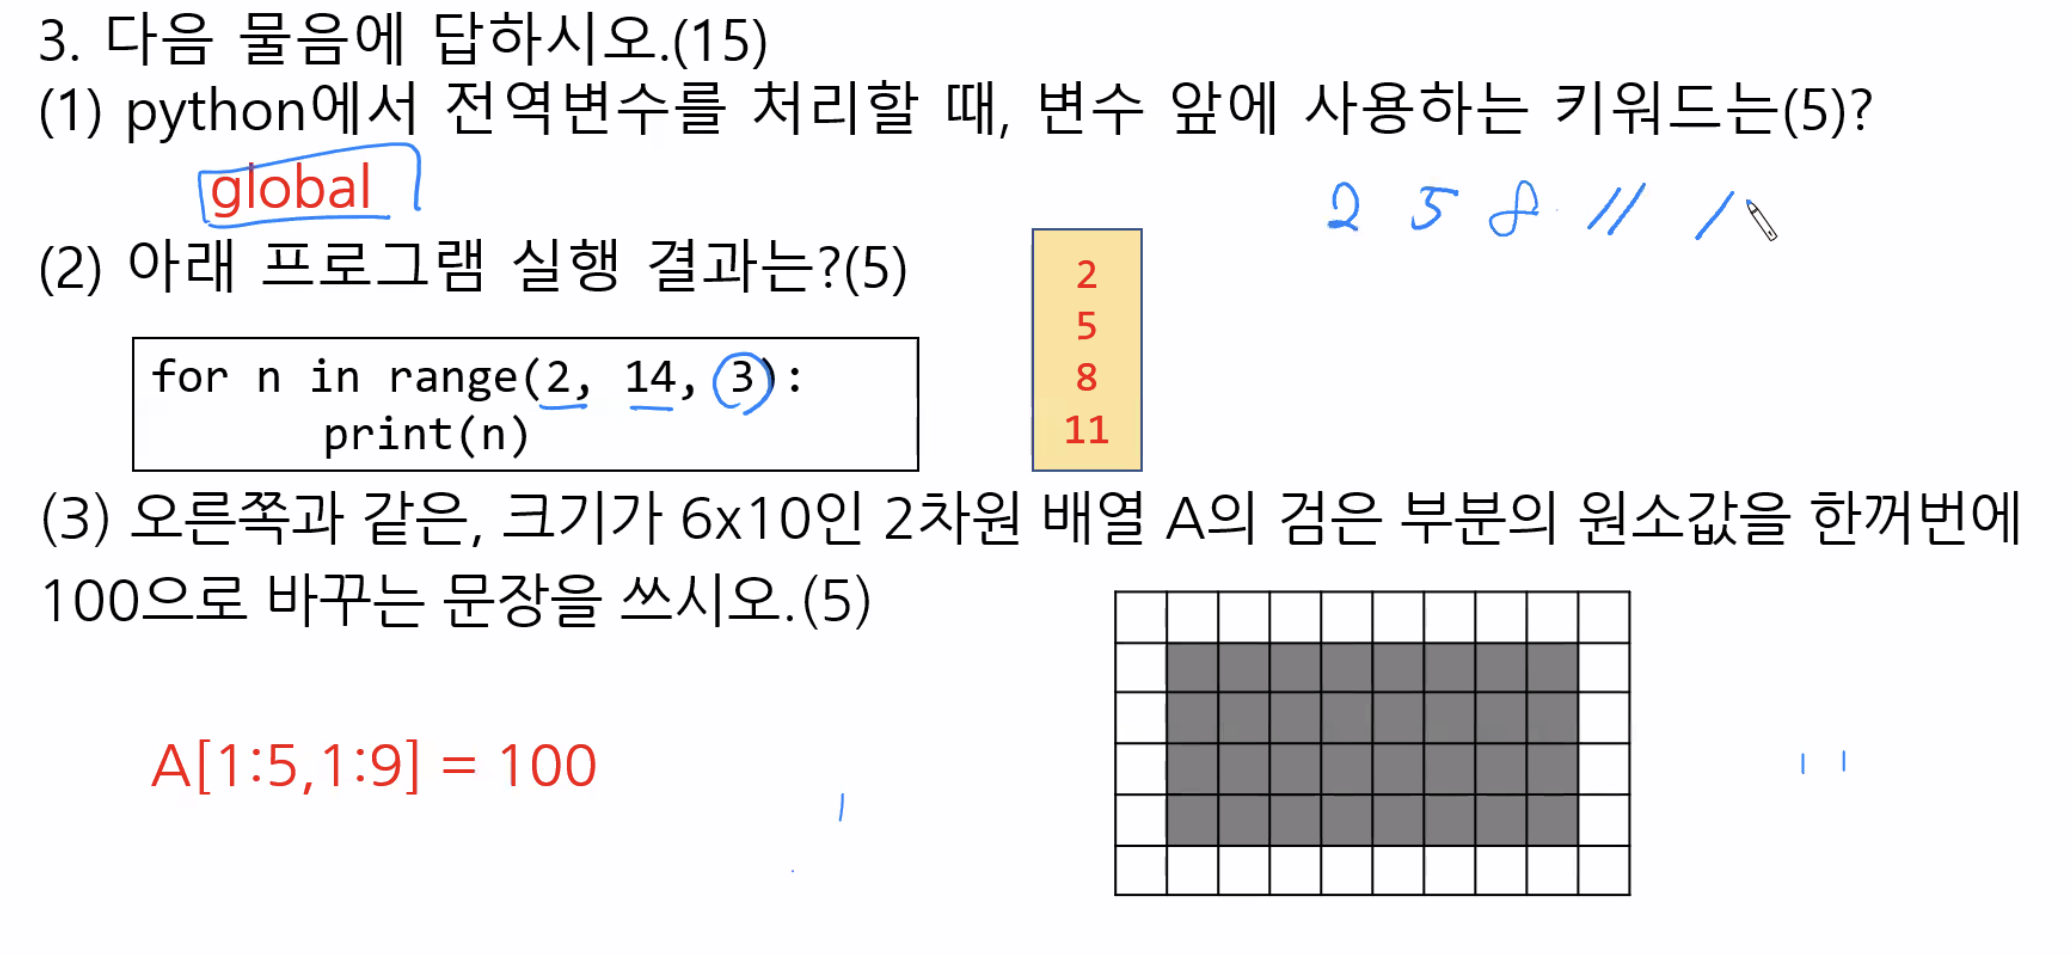 3. 다음 물음에 답하시오.(15)
(1) python에서 전역변수를 처리할 때, 변수 앞에 사용하는 키워드는(5)?
global
2 5 8 11 1
(2) 아래 프로그램 실행 결과는?(5)
for n in range(2, 14, 3):
print(n)
2
5
8
11
(3) 오른쪽과 같은, 크기가 6x10인 2차원 배열 A의 검은 부분의 원소값을 한꺼번에
100으로 바꾸는 문장을 쓰시오.(5)
A[1:5,1:9] = 100